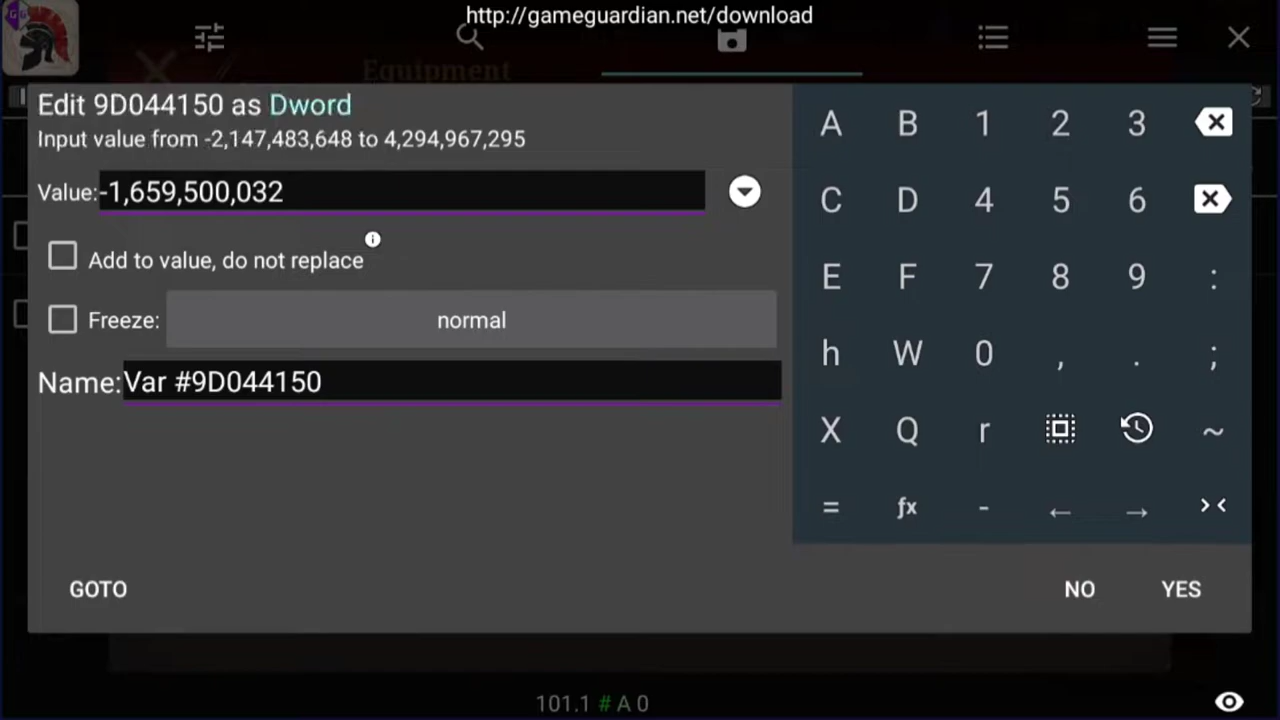 http://gameguardian.net/download
Equipment
Edit 9D044150 as Dword
Input value from -2,147,483,648 to 4,294,967,295
Value:-1,659,500,032
Add to value, do not replace
Freeze: normal
Name:Var #9D044150
A B 1 2 3
C D 4 5 6
E F 7 8 9 :
h W 0 , . ;
X Q r ~
= ƒx - ← → ><
GOTO NO YES
101.1 # A 0